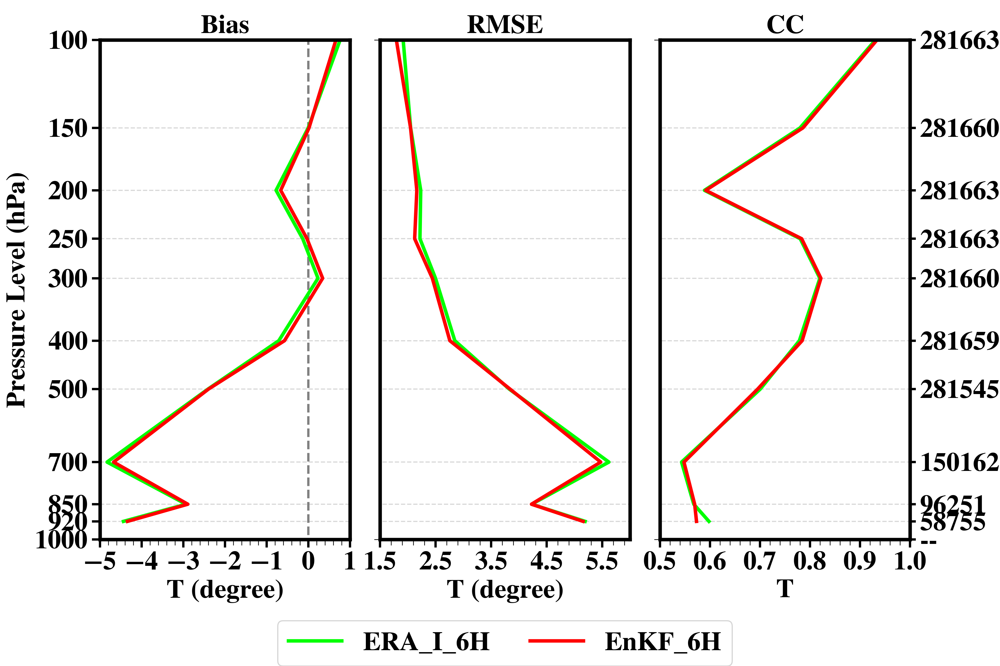 Bias RMSE CC
Pressure Level (hPa)
100 281663
150 281660
200 281663
250 281663
300 281660
400 281659
500 281545
700 150162
850 96251
920 58755
1000 --
−5 −4 −3 −2 −1 0 1 1.5 2.5 3.5 4.5 5.5 0.5 0.6 0.7 0.8 0.9 1.0
T (degree) T (degree) T
ERA_I_6H EnKF_6H